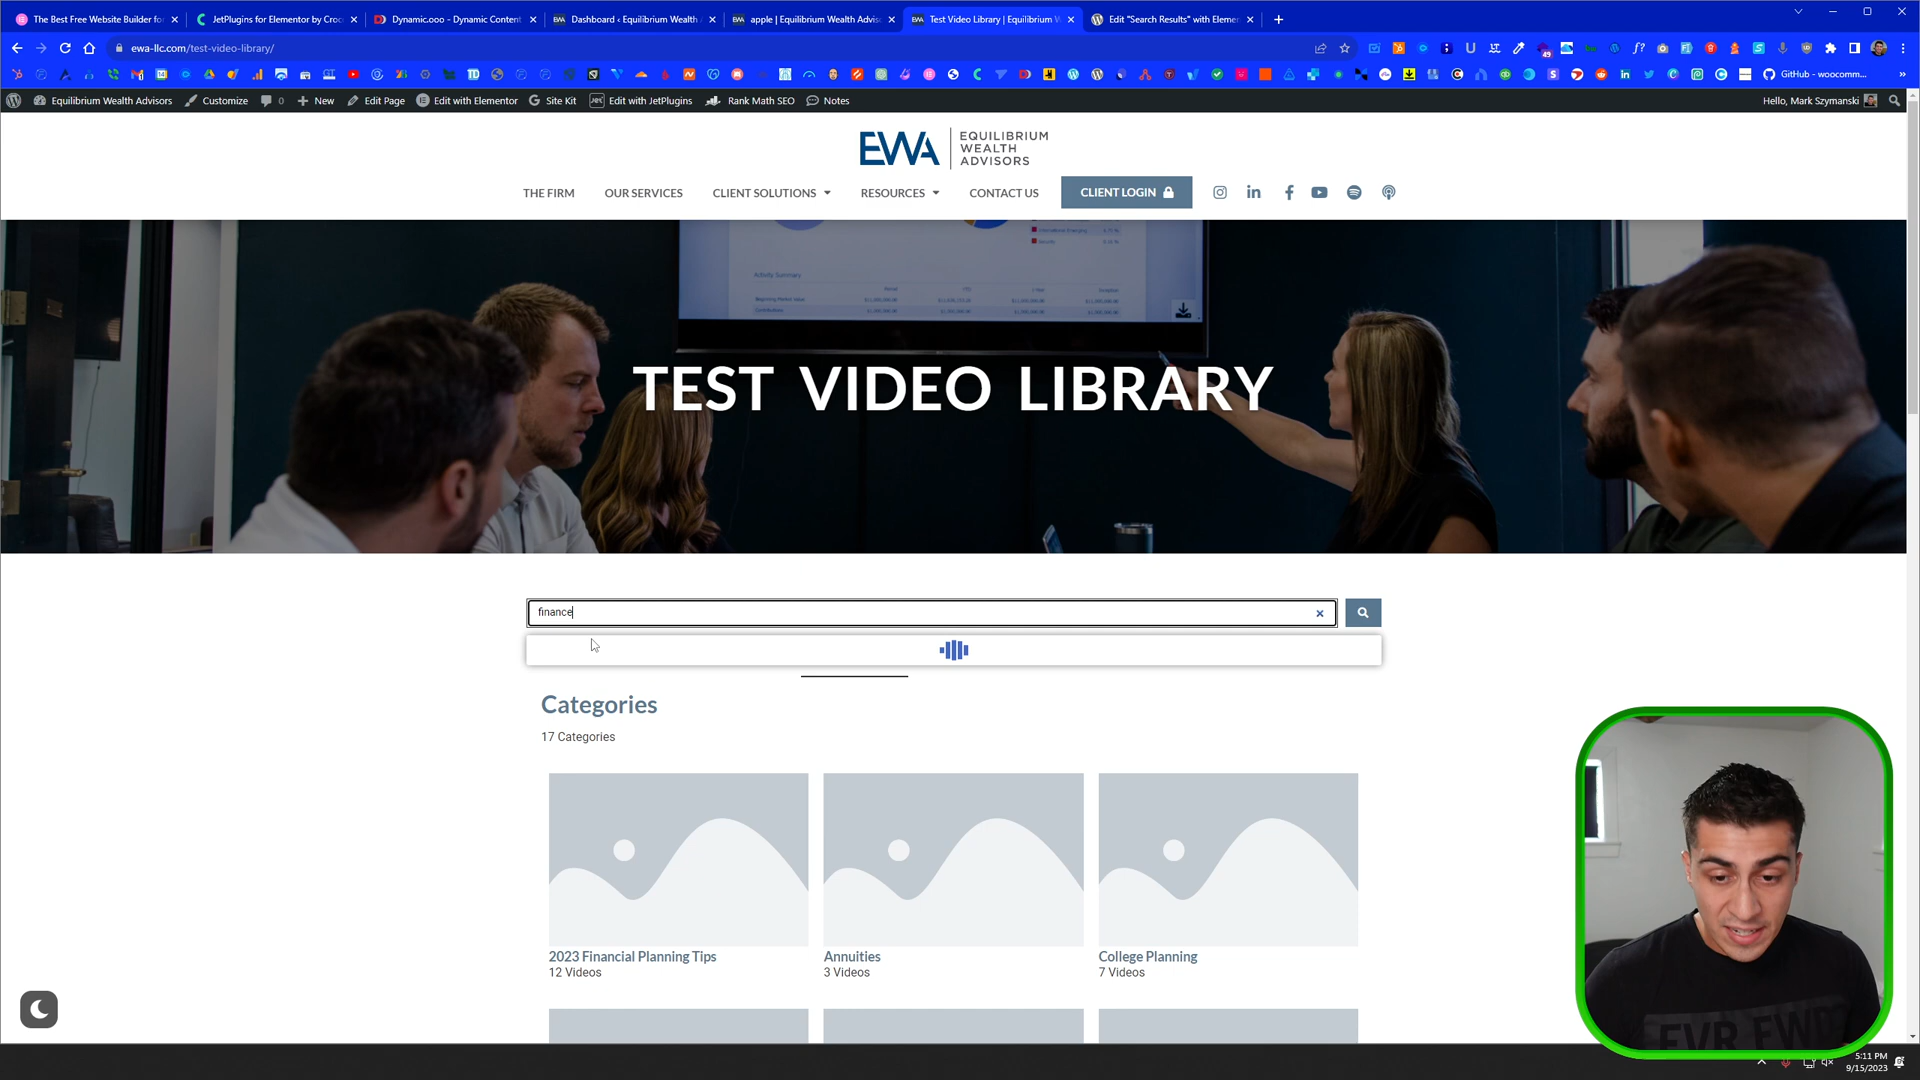 The Best Free Website Builder for
JetPlugins for Elementor by Croc
Dynamic.ooo - Dynamic Content
Dashboard ‹ Equilibrium Wealth
apple | Equilibrium Wealth Advis
Test Video Library | Equilibrium W
Edit "Search Results" with Eleme
ewa-llc.com/test-video-library/
GitHub - woocomm...
Equilibrium Wealth Advisors
Customize
0
New
Edit Page
Edit with Elementor
Site Kit
Edit with JetPlugins
Rank Math SEO
Notes
Hello, Mark Szymanski
EWA
EQUILIBRIUM
WEALTH
ADVISORS
THE FIRM
OUR SERVICES
CLIENT SOLUTIONS
RESOURCES
CONTACT US
CLIENT LOGIN
Activity Summary
TEST VIDEO LIBRARY
finance
Categories
17 Categories
2023 Financial Planning Tips
12 Videos
Annuities
3 Videos
College Planning
7 Videos
5:11 PM
9/15/2023